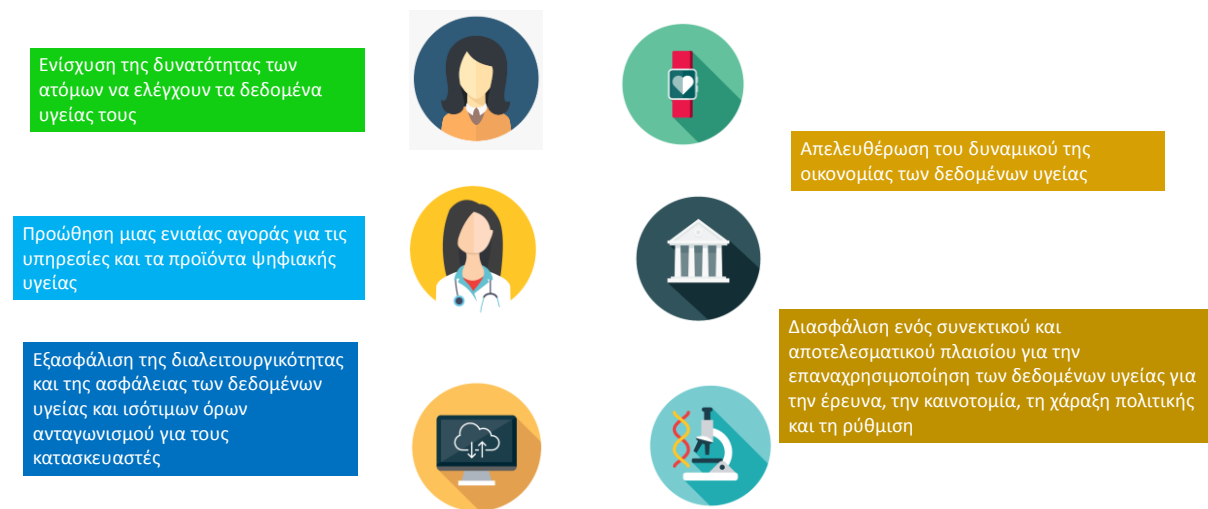 Ενίσχυση της δυνατότητας των
ατόμων να ελέγχουν τα δεδομένα
υγείας τους
Προώθηση μιας ενιαίας αγοράς για τις
υπηρεσίες και τα προϊόντα ψηφιακής
υγείας
Εξασφάλιση της διαλειτουργικότητας
και της ασφάλειας των δεδομένων
υγείας και ισότιμων όρων
ανταγωνισμού για τους
κατασκευαστές
Απελευθέρωση του δυναμικού της
οικονομίας των δεδομένων υγείας
Διασφάλιση ενός συνεκτικού και
αποτελεσματικού πλαισίου για την
επαναχρησιμοποίηση των δεδομένων υγείας για
την έρευνα, την καινοτομία, τη χάραξη πολιτικής
και τη ρύθμιση